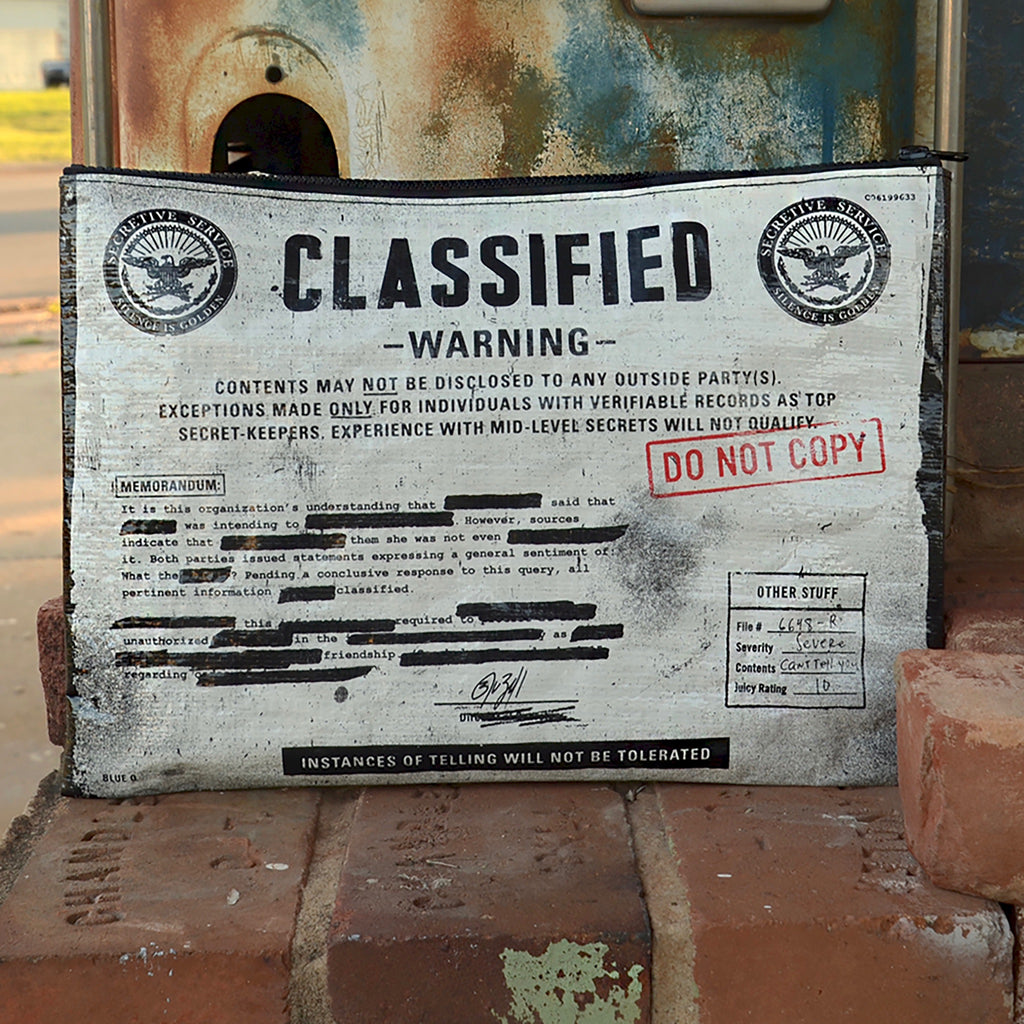 C06199633
SECRETIVE SERVICE
SILENCE IS GOLDEN
CLASSIFIED
SECRETIVE SERVICE
SILENCE IS GOLDEN
-WARNING-
CONTENTS MAY NOT BE DISCLOSED TO ANY OUTSIDE PARTY(S).
EXCEPTIONS MADE ONLY FOR INDIVIDUALS WITH VERIFIABLE RECORDS AS TOP
SECRET-KEEPERS. EXPERIENCE WITH MID-LEVEL SECRETS WILL NOT QUALIFY.
DO NOT COPY
MEMORANDUM:
It is this organization's understanding that said that
was intending to . However, sources
indicate that them she was not even
it. Both parties issued statements expressing a general sentiment of:
What the ? Pending a conclusive response to this query, all
pertinent information classified.
this required to
unauthorized in the , as
friendship.
regarding
OTHER STUFF
File # 6648-R
Severity Severe
Contents Can't Tell you
Juicy Rating 10
INSTANCES OF TELLING WILL NOT BE TOLERATED
BLUE Q